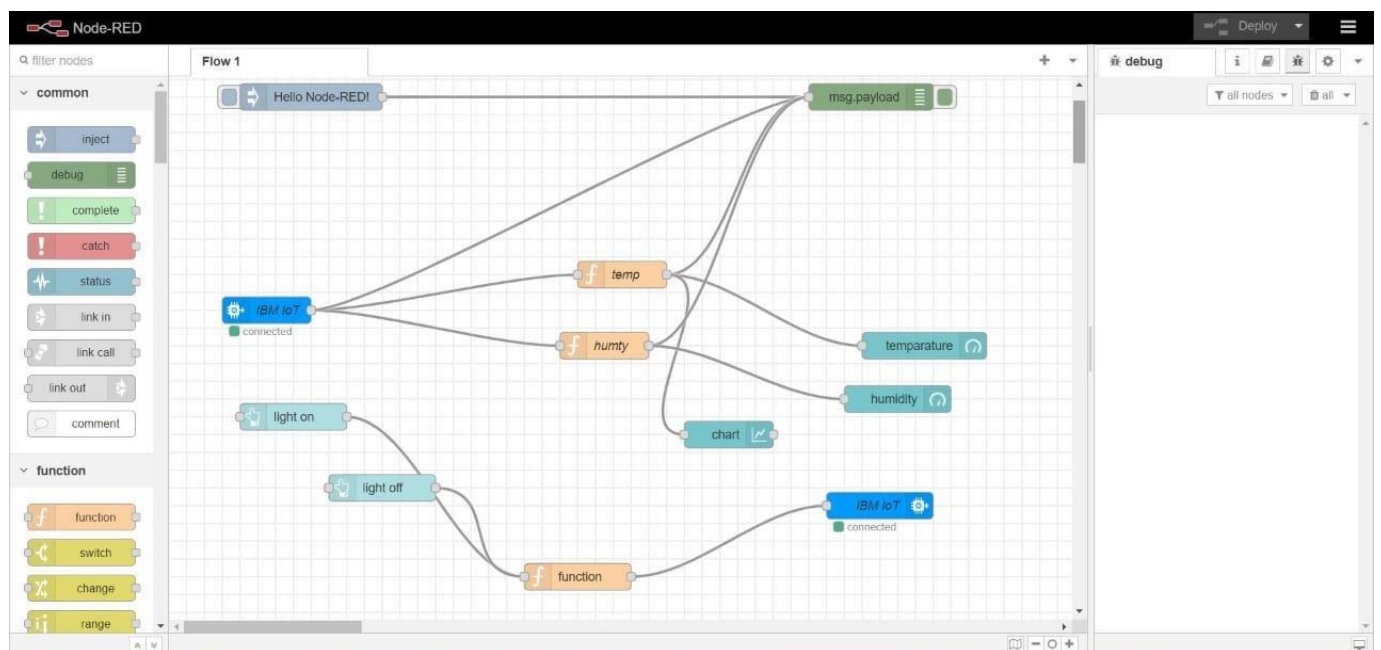 Node-RED
Deploy
filter nodes
common
inject
debug
complete
catch
status
link in
link call
link out
comment
function
function
switch
change
range
Flow 1
Hello Node-RED!
msg.payload
temp
IBM IoT
connected
humty
temparature
humidity
light on
chart
light off
IBM IoT
connected
function
debug
i
all nodes
all